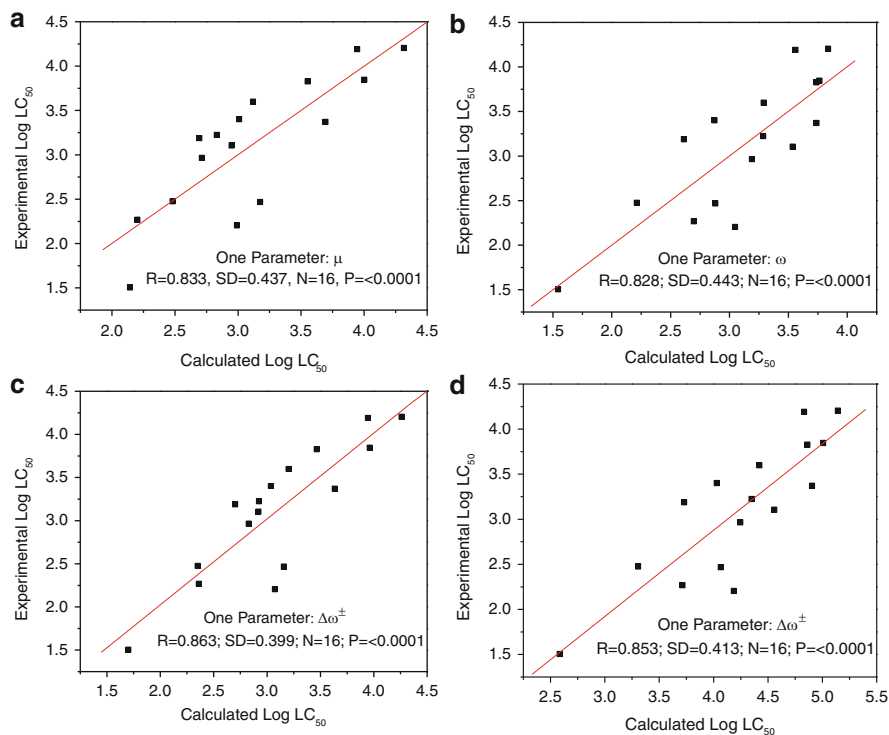 a
4.5
4.0
3.5
3.0
2.5
2.0
1.5
Experimental Log LC50
One Parameter: μ
R=0.833, SD=0.437, N=16, P=<0.0001
2.0 2.5 3.0 3.5 4.0 4.5
Calculated Log LC50
b
4.5
4.0
3.5
3.0
2.5
2.0
1.5
Experimental Log LC50
One Parameter: ω
R=0.828; SD=0.443; N=16; P=<0.0001
1.5 2.0 2.5 3.0 3.5 4.0
Calculated Log LC50
c
4.5
4.0
3.5
3.0
2.5
2.0
1.5
Experimental Log LC50
One Parameter: Δω±
R=0.863; SD=0.399; N=16; P=<0.0001
1.5 2.0 2.5 3.0 3.5 4.0 4.5
Calculated Log LC50
d
4.5
4.0
3.5
3.0
2.5
2.0
1.5
Experimental Log LC50
One Parameter: Δω±
R=0.853; SD=0.413; N=16; P=<0.0001
2.5 3.0 3.5 4.0 4.5 5.0 5.5
Calculated Log LC50